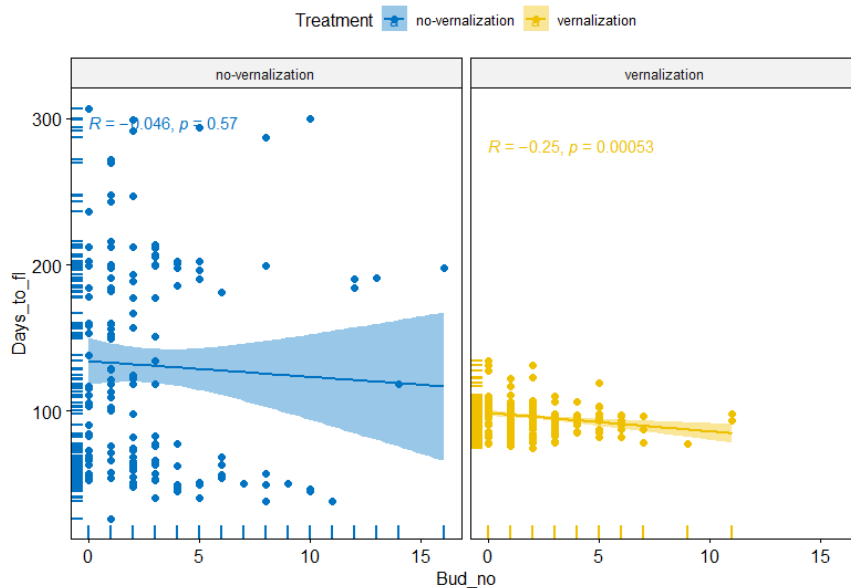 Treatment no-vernalization vernalization
no-vernalization
vernalization
R = −0.046, p = 0.57
R = −0.25, p = 0.00053
300
200
100
Days_to_fl
0 5 10 15
0 5 10 15
Bud_no